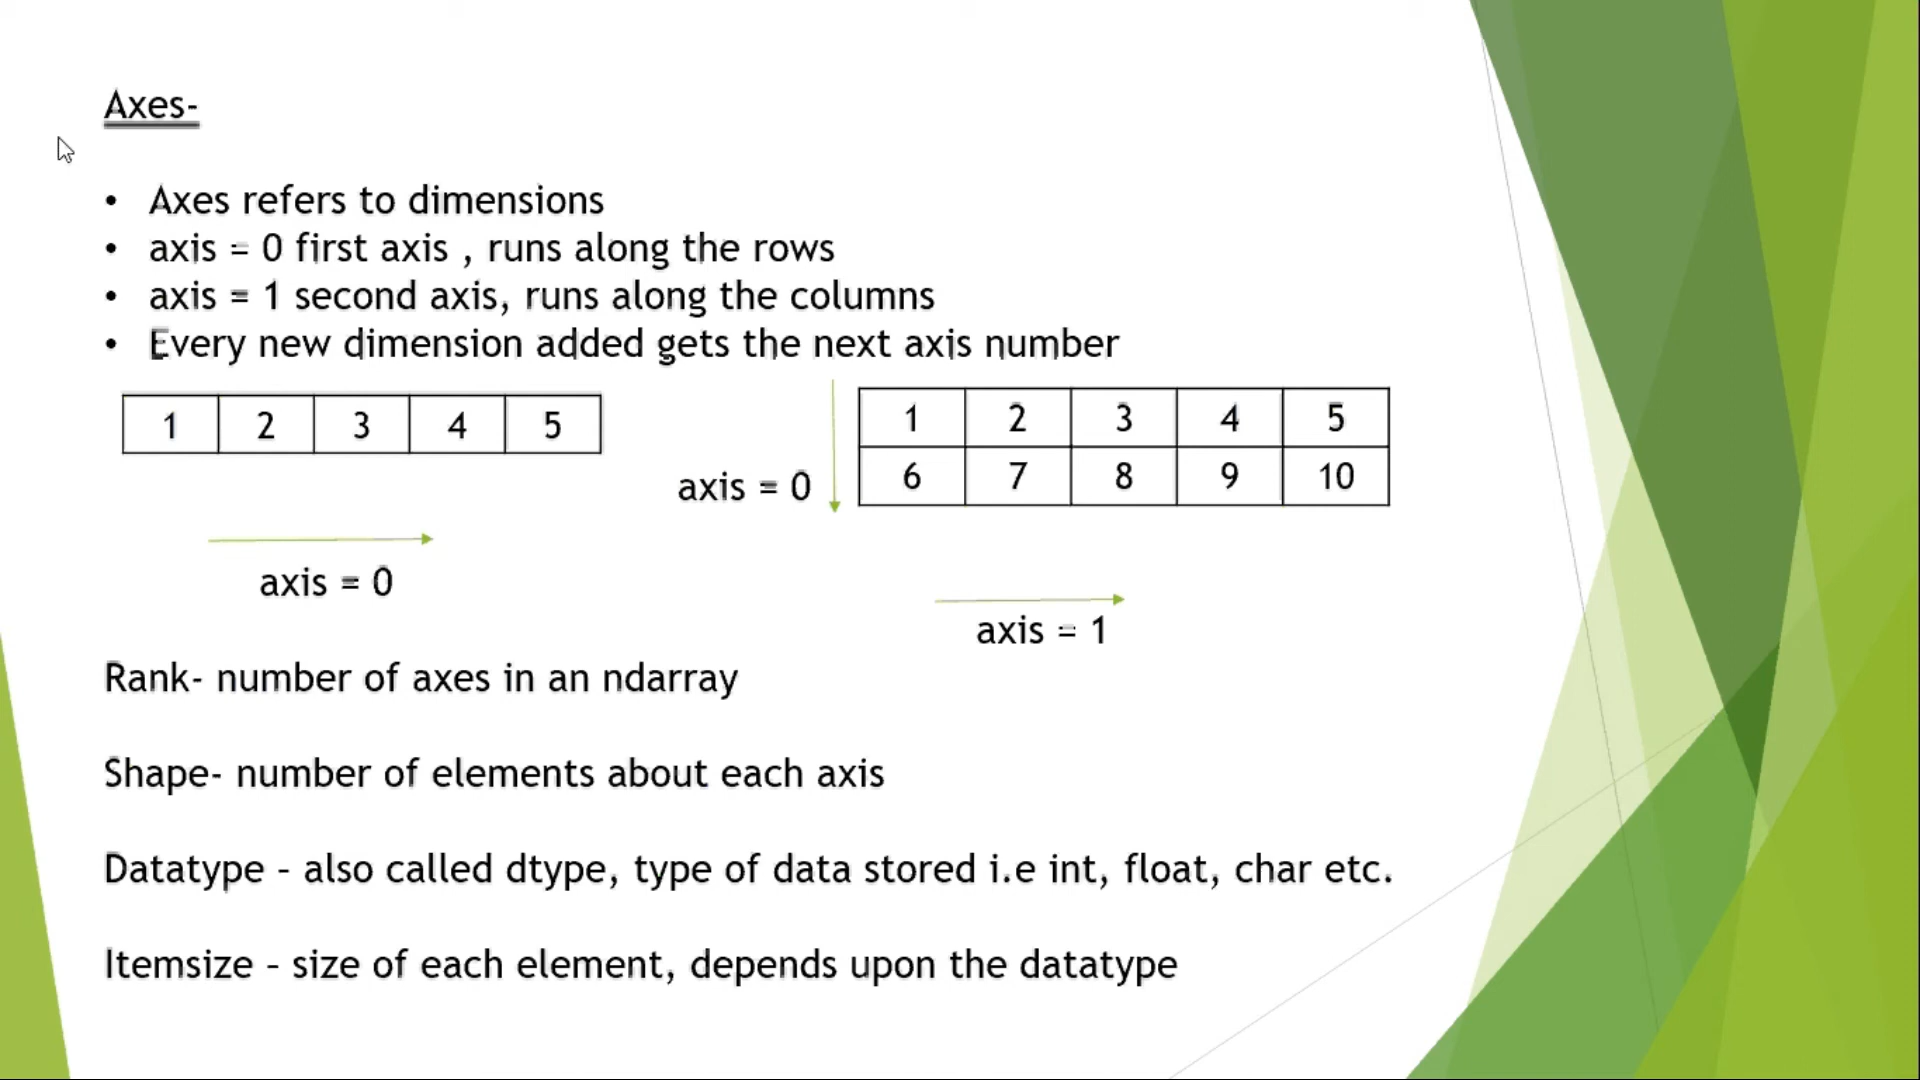 Axes-
• Axes refers to dimensions
• axis = 0 first axis , runs along the rows
• axis = 1 second axis, runs along the columns
• Every new dimension added gets the next axis number
1 2 3 4 5
axis = 0
1 2 3 4 5
6 7 8 9 10
axis = 0
axis = 1
Rank- number of axes in an ndarray
Shape- number of elements about each axis
Datatype – also called dtype, type of data stored i.e int, float, char etc.
Itemsize – size of each element, depends upon the datatype